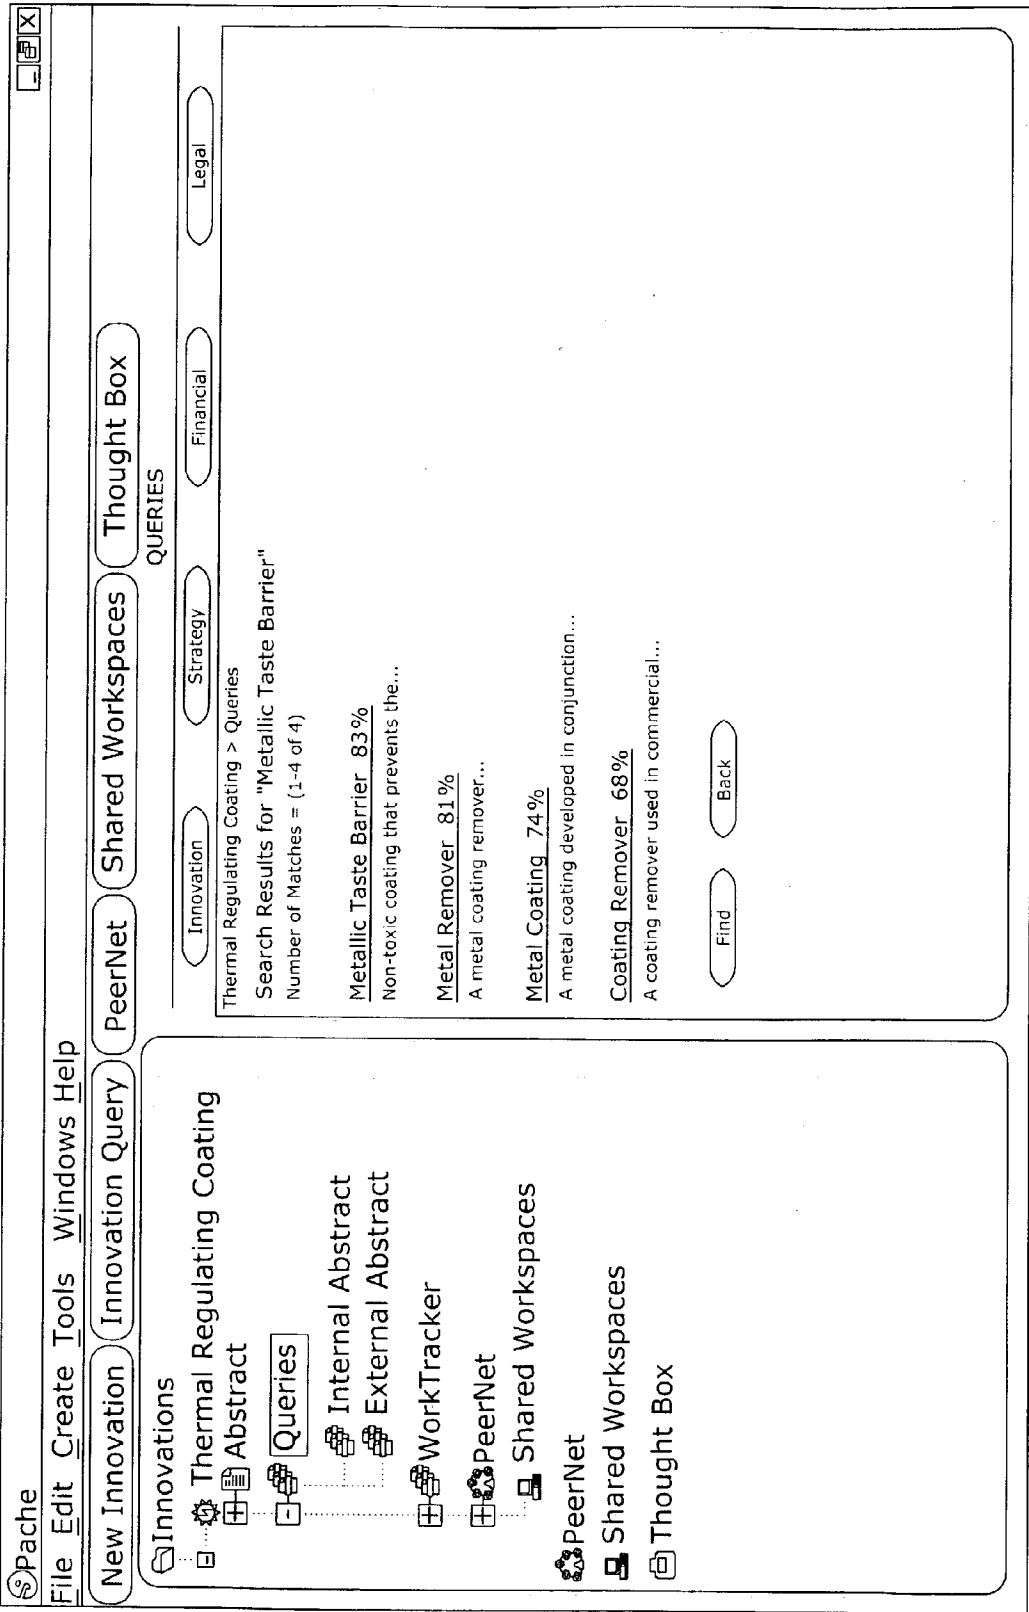 Pache
File Edit Create Tools Windows Help
New Innovation Innovation Query PeerNet Shared Workspaces Thought Box
Innovations
Thermal Regulating Coating
Abstract
Queries
Internal Abstract
External Abstract
WorkTracker
PeerNet
Shared Workspaces
PeerNet
Shared Workspaces
Thought Box
QUERIES
Innovation Strategy Financial Legal
Thermal Regulating Coating > Queries
Search Results for "Metallic Taste Barrier"
Number of Matches = (1-4 of 4)
Metallic Taste Barrier 83%
Non-toxic coating that prevents the...
Metal Remover 81%
A metal coating remover...
Metal Coating 74%
A metal coating developed in conjunction...
Coating Remover 68%
A coating remover used in commercial...
Find Back